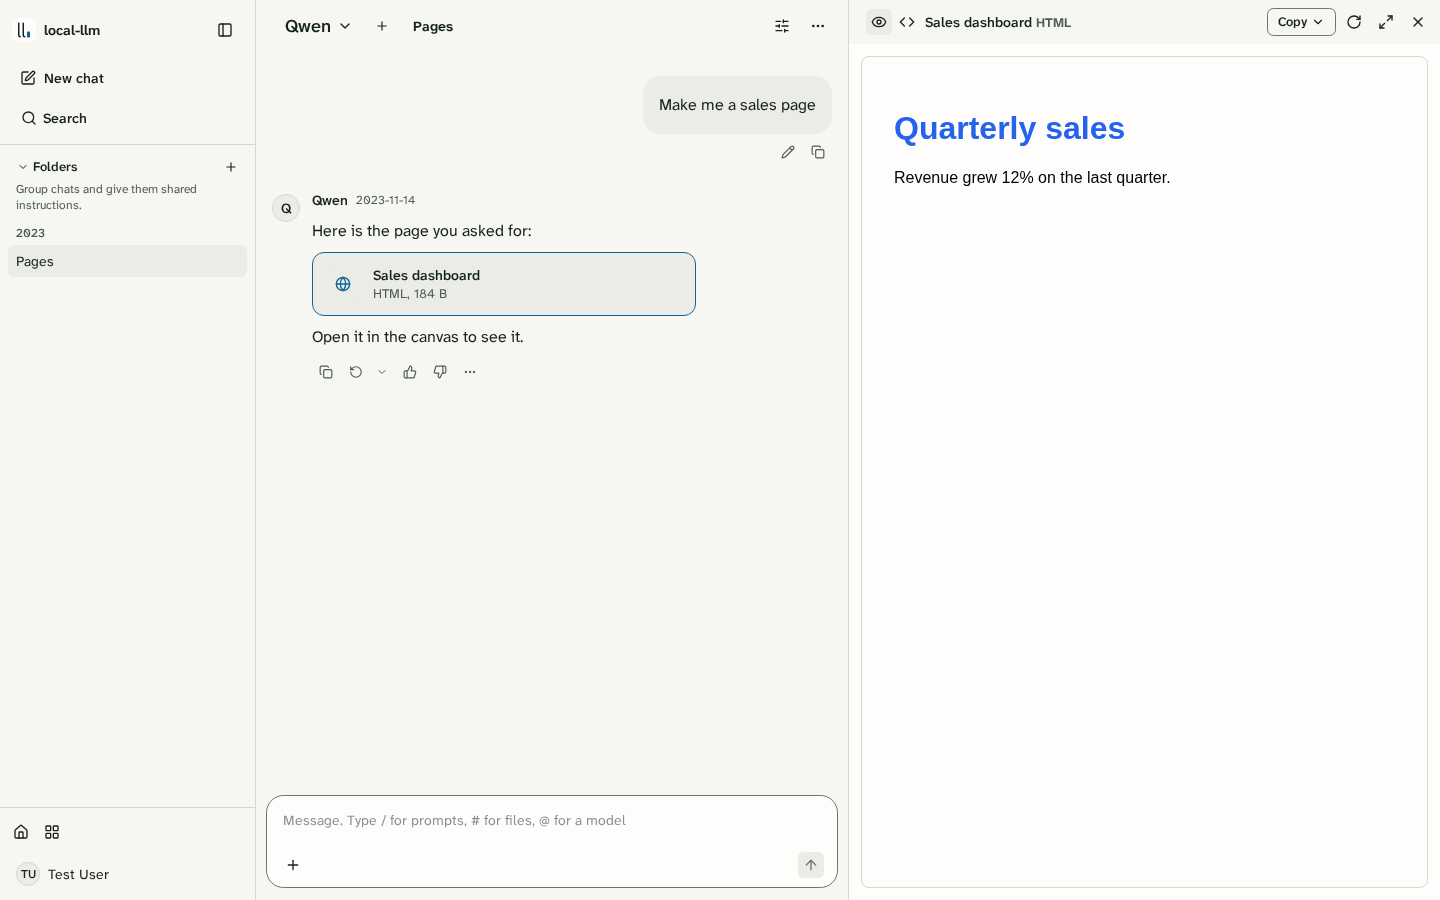 local-llm
New chat
Search
Folders
Group chats and give them shared
instructions.
2023
Pages
TU
Test User
Qwen
Pages
Make me a sales page
Q
Qwen 2023-11-14
Here is the page you asked for:
Sales dashboard
HTML, 184 B
Open it in the canvas to see it.
Message. Type / for prompts, # for files, @ for a model
Sales dashboard HTML
Copy
Quarterly sales
Revenue grew 12% on the last quarter.